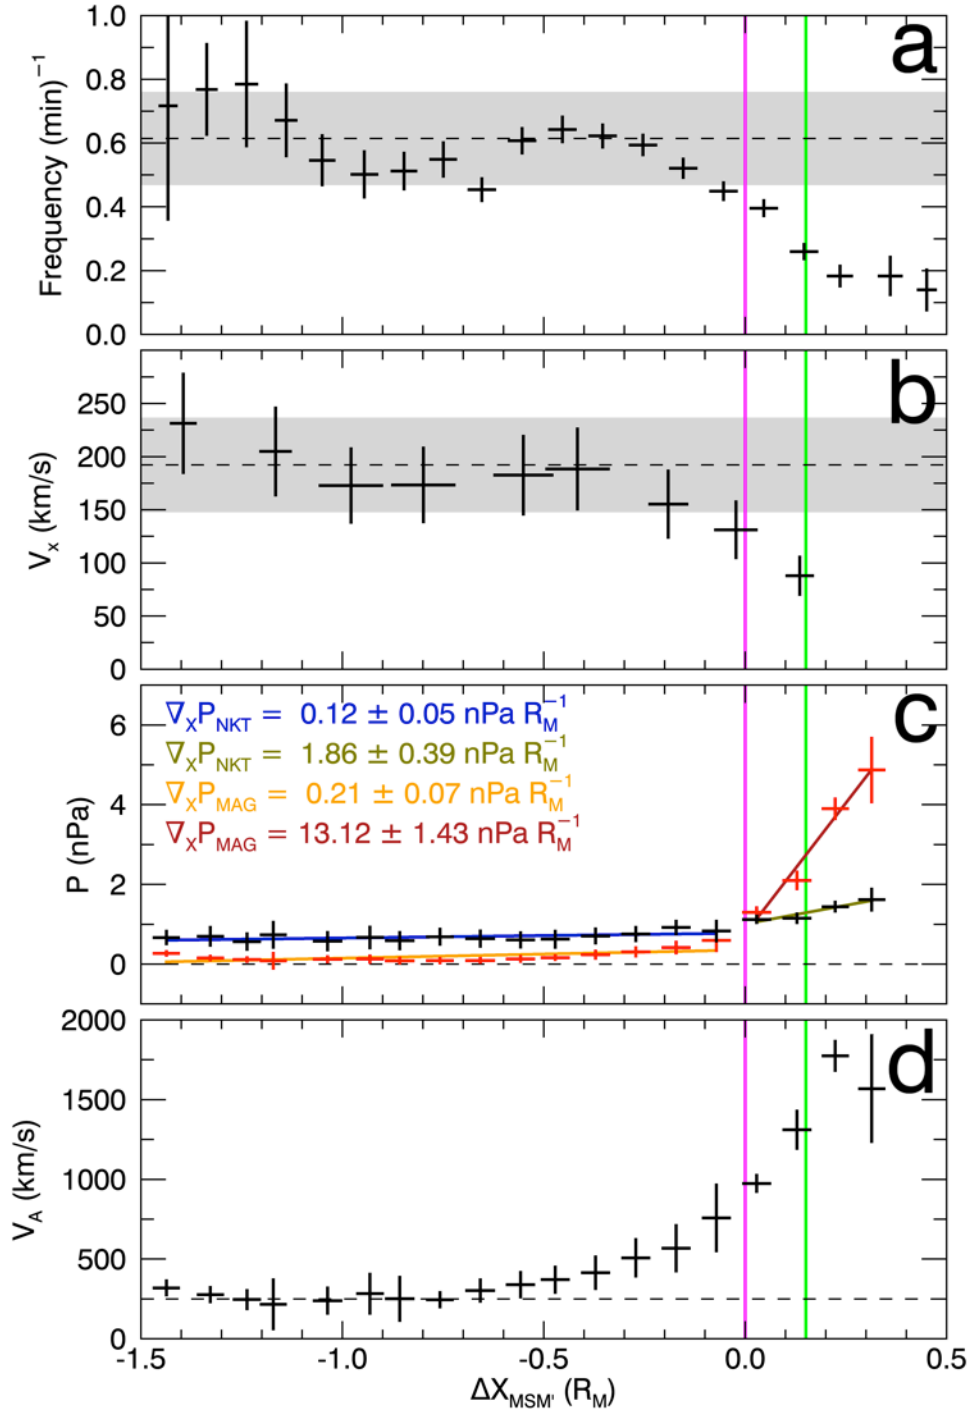 a
Frequency (min)⁻¹
1.0
0.8
0.6
0.4
0.2
0.0
b
Vₓ (km/s)
250
200
150
100
50
0
c
P (nPa)
6
4
2
0
∇ₓP_NKT = 0.12 ± 0.05 nPa R_M⁻¹
∇ₓP_NKT = 1.86 ± 0.39 nPa R_M⁻¹
∇ₓP_MAG = 0.21 ± 0.07 nPa R_M⁻¹
∇ₓP_MAG = 13.12 ± 1.43 nPa R_M⁻¹
d
V_A (km/s)
2000
1500
1000
500
0
-1.5 -1.0 -0.5 0.0 0.5
ΔX_MSM' (R_M)